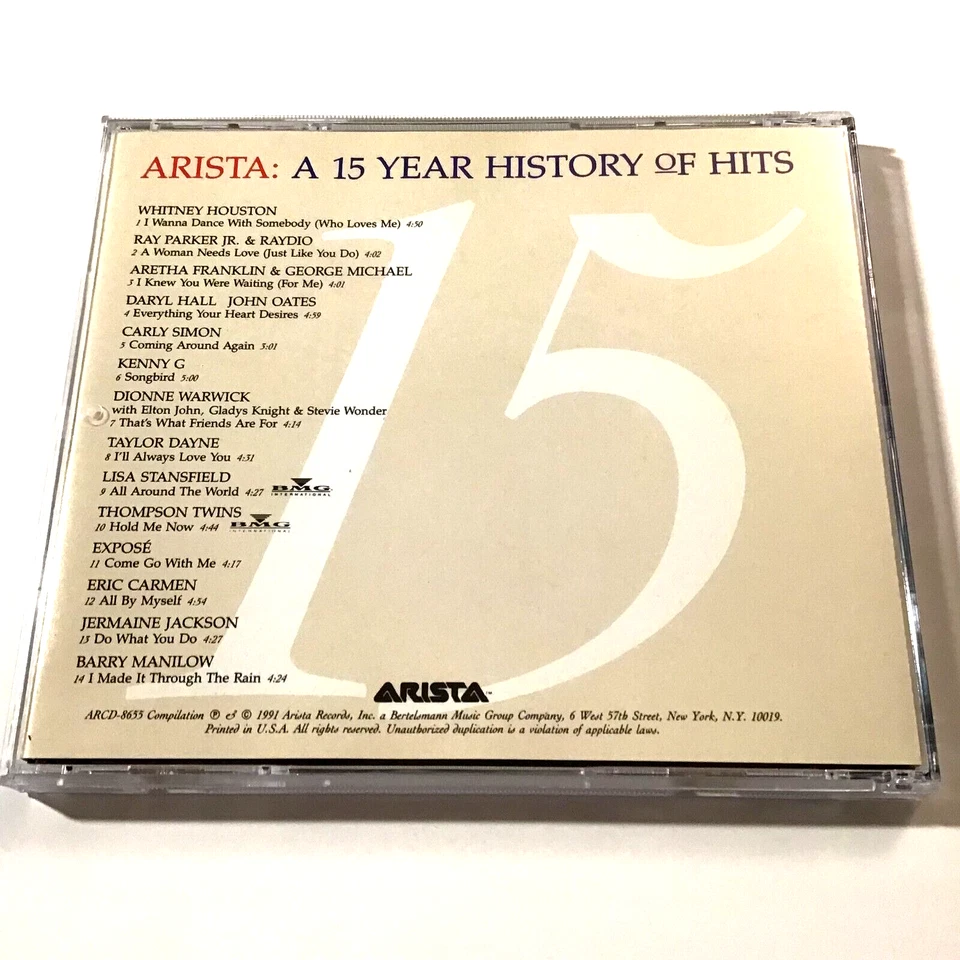 ARISTA: A 15 YEAR HISTORY OF HITS
15
WHITNEY HOUSTON
1 I Wanna Dance With Somebody (Who Loves Me) 4:50
RAY PARKER JR. & RAYDIO
2 A Woman Needs Love (Just Like You Do) 4:02
ARETHA FRANKLIN & GEORGE MICHAEL
3 I Knew You Were Waiting (For Me) 4:01
DARYL HALL JOHN OATES
4 Everything Your Heart Desires 4:59
CARLY SIMON
5 Coming Around Again 3:01
KENNY G
6 Songbird 5:00
DIONNE WARWICK
with Elton John, Gladys Knight & Stevie Wonder
7 That's What Friends Are For 4:14
TAYLOR DAYNE
8 I'll Always Love You 4:31
LISA STANSFIELD
9 All Around The World 4:27 BMG INTERNATIONAL
THOMPSON TWINS
10 Hold Me Now 4:44 BMG INTERNATIONAL
EXPOSÉ
11 Come Go With Me 4:17
ERIC CARMEN
12 All By Myself 4:54
JERMAINE JACKSON
13 Do What You Do 4:27
BARRY MANILOW
14 I Made It Through The Rain 4:24
ARISTA™
ARCD-8655 Compilation ℗ & © 1991 Arista Records, Inc. a Bertelsmann Music Group Company, 6 West 57th Street, New York, N.Y. 10019.
Printed in U.S.A. All rights reserved. Unauthorized duplication is a violation of applicable laws.